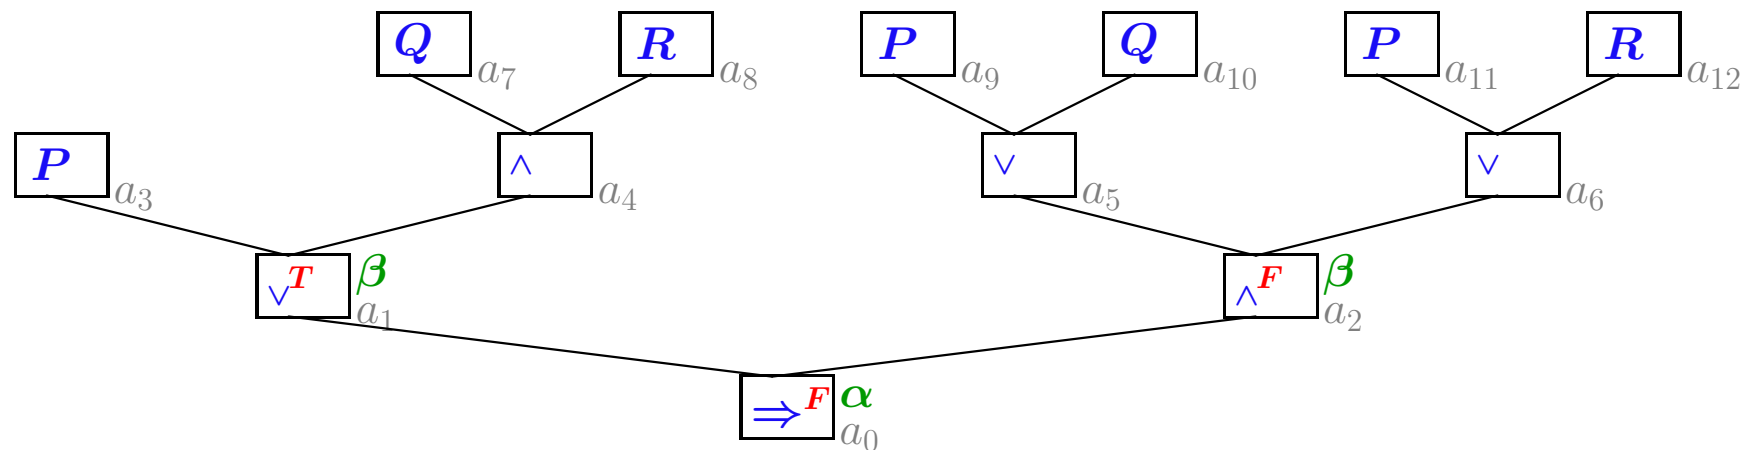 Q a₇ R a₈ P a₉ Q a₁₀ P a₁₁ R a₁₂
P a₃ ∧ a₄ ∨ a₅ ∨ a₆
∨ᵀ β a₁ ∧ᶠ β a₂
⇒ᶠ α a₀